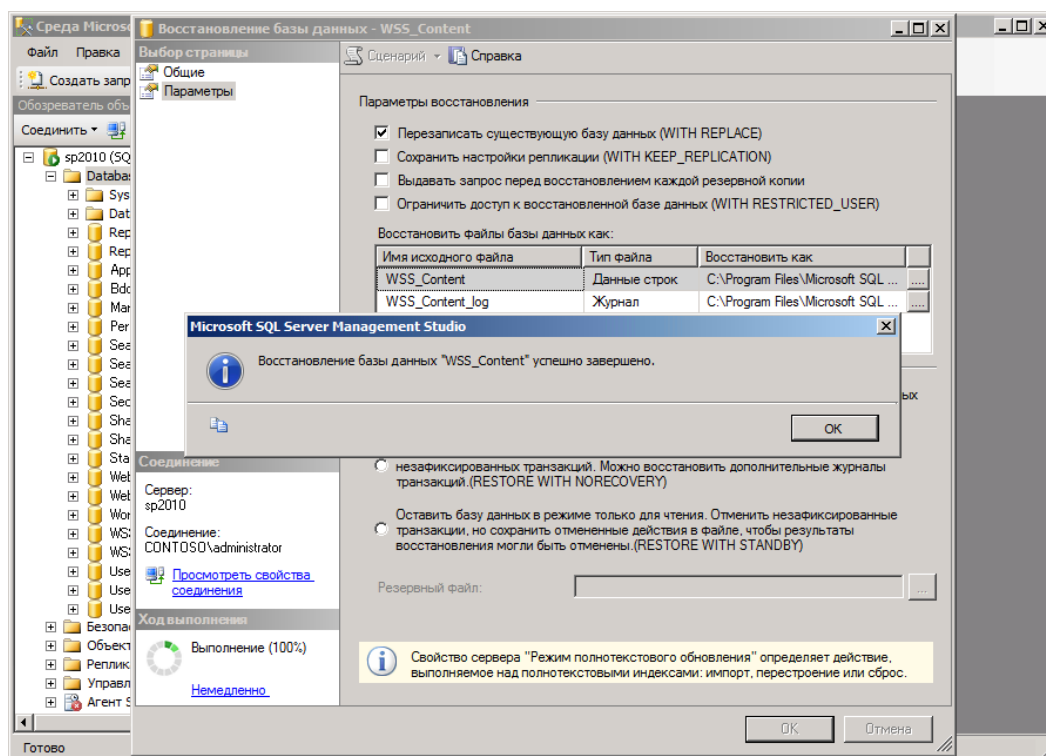 Среда Microsо
Восстановление базы данных - WSS_Content
Файл Правка
Создать запр
Обозреватель объ
Соединить
sp2010 (SQ
Databa
Sys
Dat
Rep
Rep
App
Bdc
Mar
Per
Sea
Sea
Sea
Sec
Sha
Sha
Sta
Web
Web
Wor
WS
WS
Use
Use
Use
Безопа
Объект
Реплик
Управл
Агент S
Готово
Выбор страницы
Общие
Параметры
Сценарий Справка
Параметры восстановления
Перезаписать существующую базу данных (WITH REPLACE)
Сохранить настройки репликации (WITH KEEP_REPLICATION)
Выдавать запрос перед восстановлением каждой резервной копии
Ограничить доступ к восстановленной базе данных (WITH RESTRICTED_USER)
Восстановить файлы базы данных как:
Имя исходного файла Тип файла Восстановить как
WSS_Content Данные строк C:\Program Files\Microsoft SQL ... ....
WSS_Content_log Журнал C:\Program Files\Microsoft SQL ... ....
Microsoft SQL Server Management Studio
Восстановление базы данных "WSS_Content" успешно завершено.
OK
ых
незафиксированных транзакций. Можно восстановить дополнительные журналы
транзакций.(RESTORE WITH NORECOVERY)
Оставить базу данных в режиме только для чтения. Отменить незафиксированные
транзакции, но сохранить отмененные действия в файле, чтобы результаты
восстановления могли быть отменены.(RESTORE WITH STANDBY)
Резервный файл:
...
Соединение
Сервер:
sp2010
Соединение:
CONTOSO\administrator
Просмотреть свойства
соединения
Ход выполнения
Выполнение (100%)
Немедленно
Свойство сервера "Режим полнотекстового обновления" определяет действие,
выполняемое над полнотекстовыми индексами: импорт, перестроение или сброс.
OK Отмена